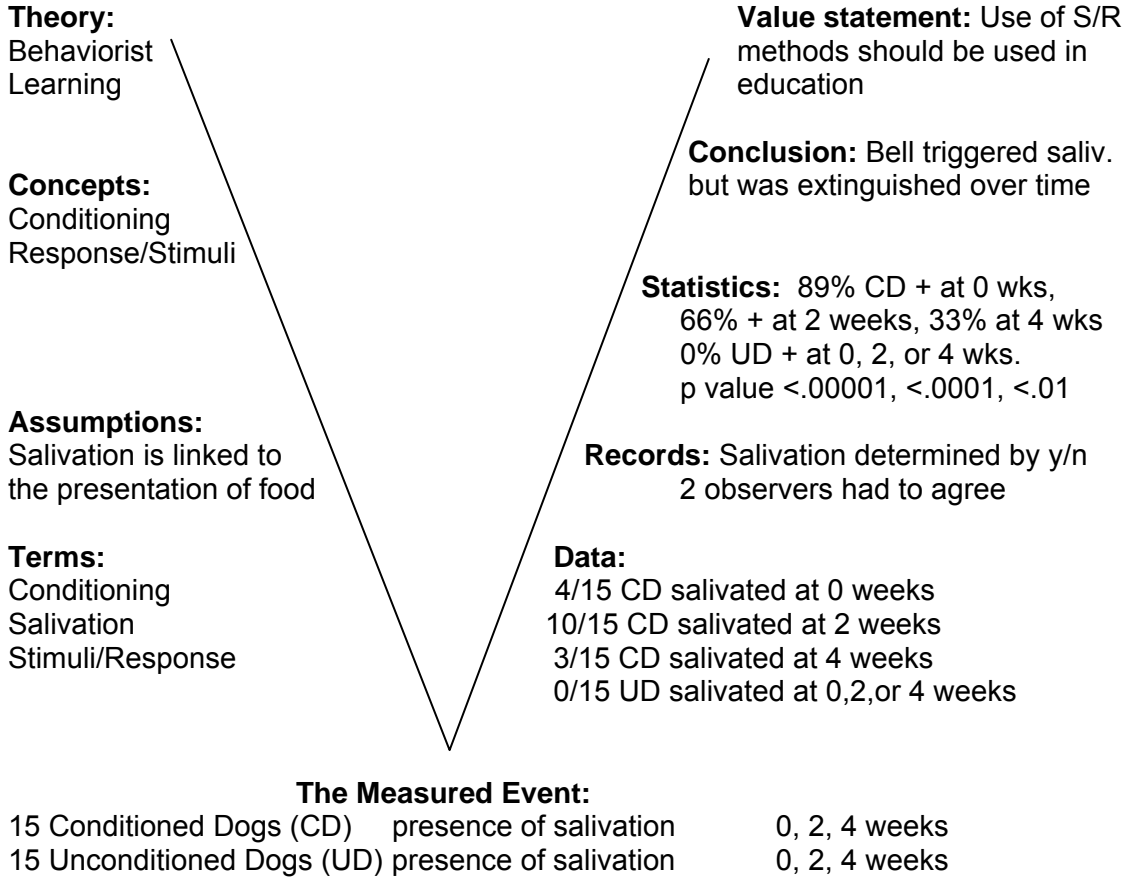 Theory:
Behaviorist
Learning
Concepts:
Conditioning
Response/Stimuli
Assumptions:
Salivation is linked to
the presentation of food
Terms:
Conditioning
Salivation
Stimuli/Response
Value statement: Use of S/R
methods should be used in
education
Conclusion: Bell triggered saliv.
but was extinguished over time
Statistics: 89% CD + at 0 wks,
66% + at 2 weeks, 33% at 4 wks
0% UD + at 0, 2, or 4 wks.
p value <.00001, <.0001, <.01
Records: Salivation determined by y/n
2 observers had to agree
Data:
4/15 CD salivated at 0 weeks
10/15 CD salivated at 2 weeks
3/15 CD salivated at 4 weeks
0/15 UD salivated at 0,2,or 4 weeks
The Measured Event:
15 Conditioned Dogs (CD) presence of salivation 0, 2, 4 weeks
15 Unconditioned Dogs (UD) presence of salivation 0, 2, 4 weeks